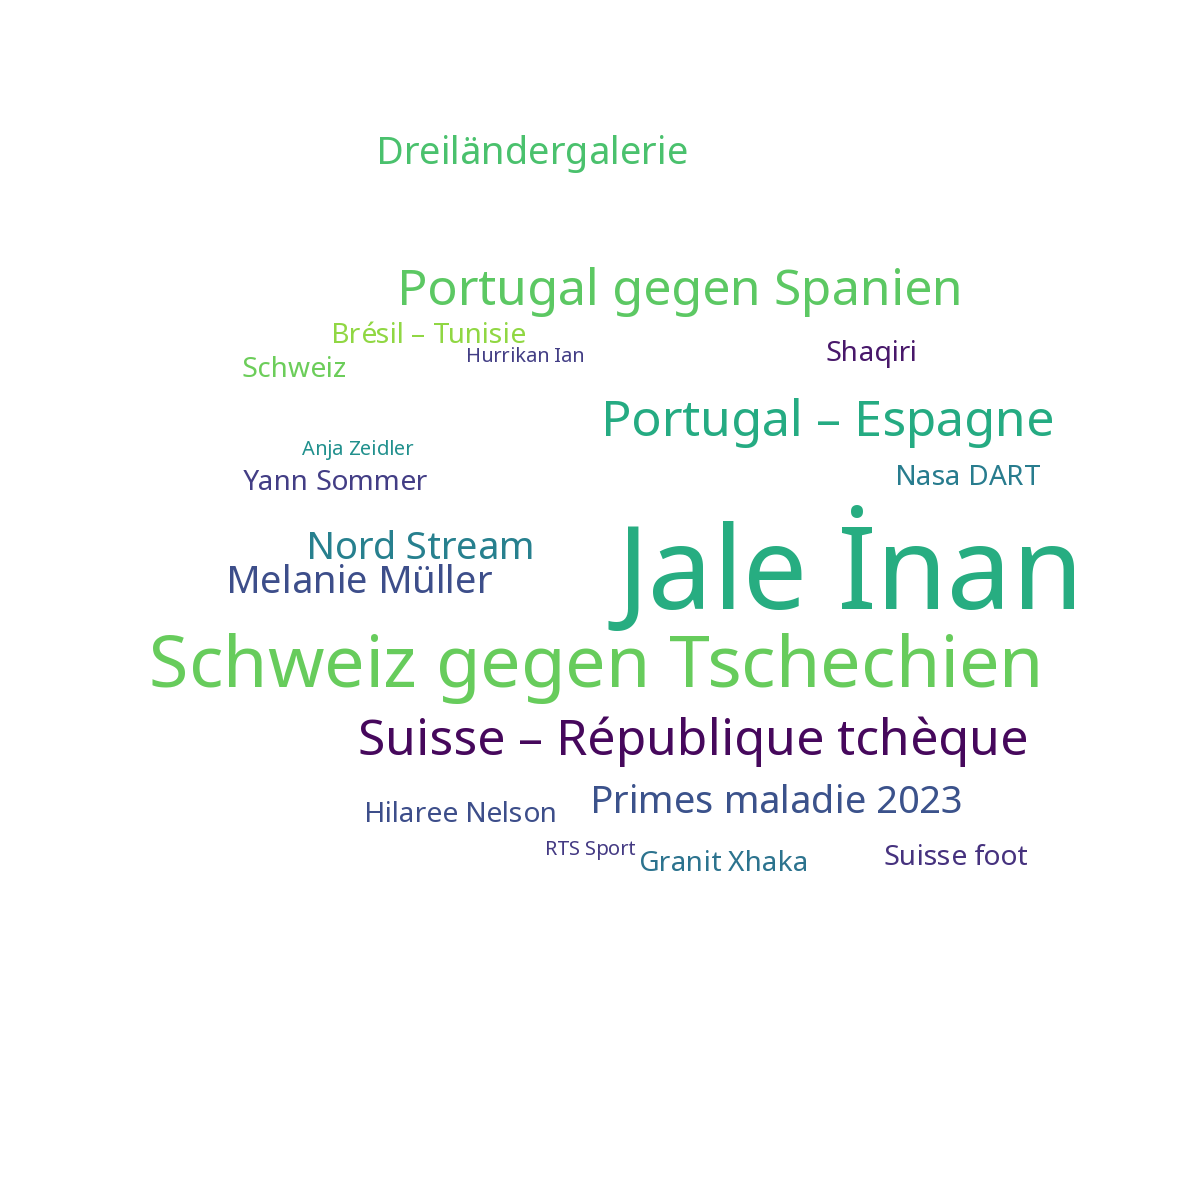 Dreiländergalerie
Portugal gegen Spanien
Brésil – Tunisie
Hurrikan Ian
Shaqiri
Schweiz
Portugal – Espagne
Anja Zeidler
Yann Sommer
Nasa DART
Nord Stream
Jale İnan
Melanie Müller
Schweiz gegen Tschechien
Suisse – République tchèque
Primes maladie 2023
Hilaree Nelson
RTS Sport
Granit Xhaka
Suisse foot